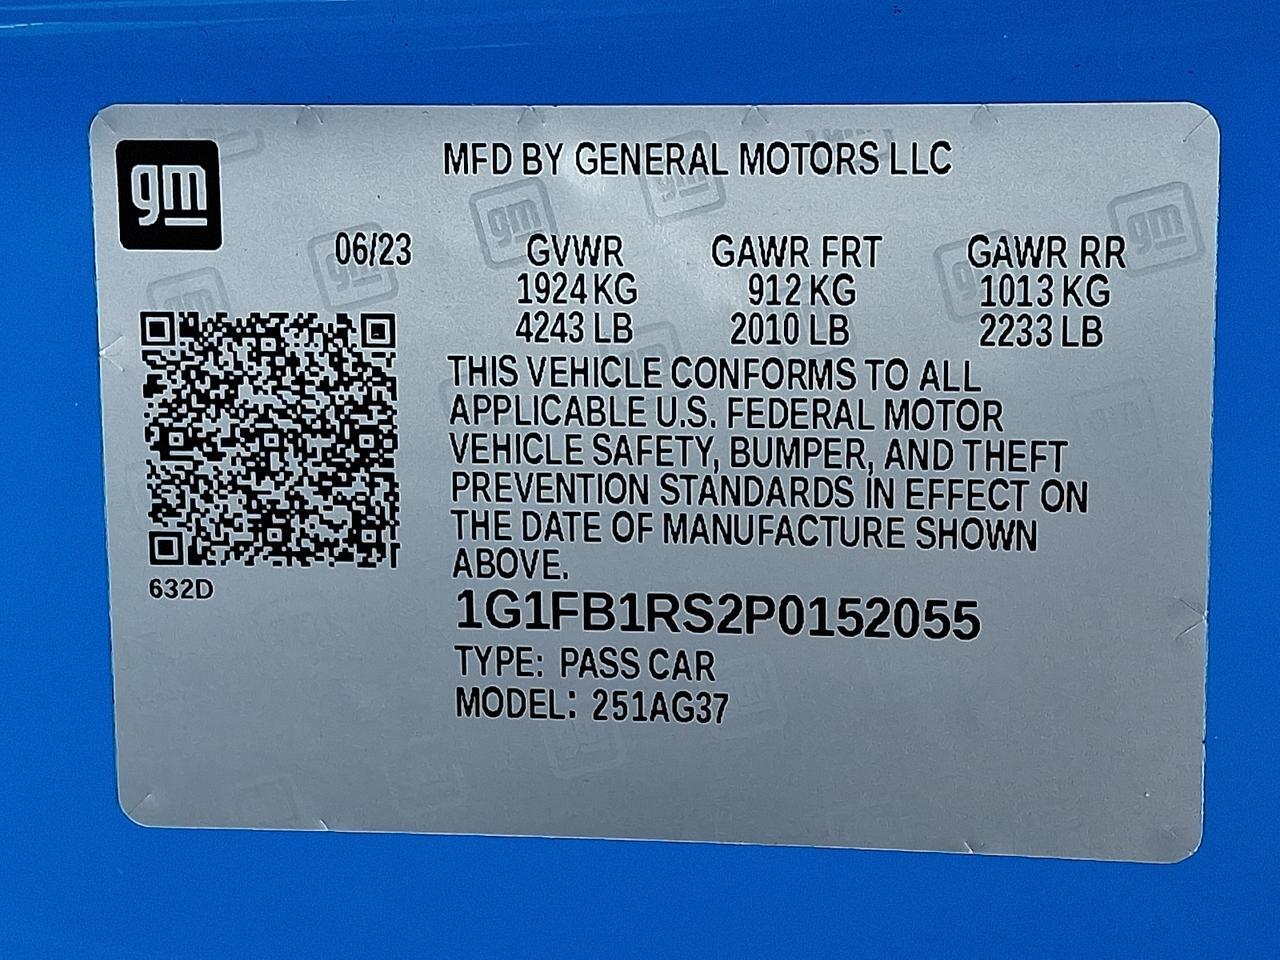 gm
MFD BY GENERAL MOTORS LLC
06/23 GVWR GAWR FRT GAWR RR
1924 KG 912 KG 1013 KG
4243 LB 2010 LB 2233 LB
THIS VEHICLE CONFORMS TO ALL
APPLICABLE U.S. FEDERAL MOTOR
VEHICLE SAFETY, BUMPER, AND THEFT
PREVENTION STANDARDS IN EFFECT ON
THE DATE OF MANUFACTURE SHOWN
ABOVE.
632D
1G1FB1RS2P0152055
TYPE: PASS CAR
MODEL: 251AG37